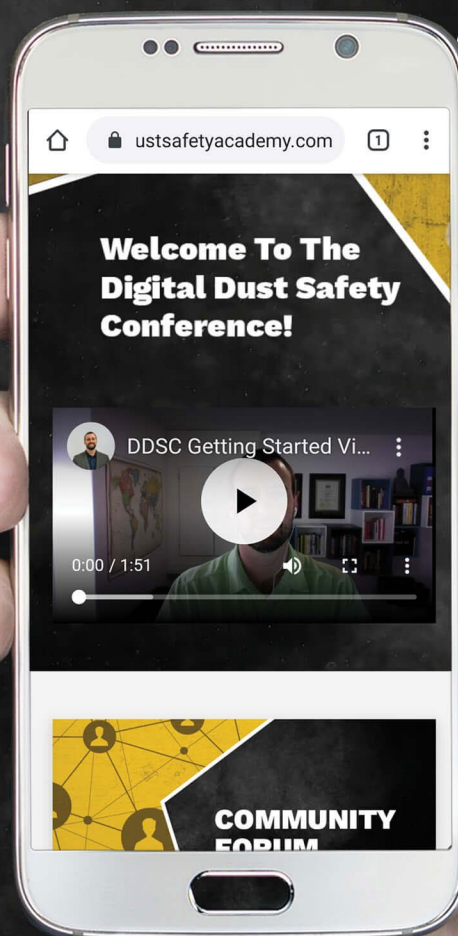 1
ustsafetyacademy.com
Welcome To The
Digital Dust Safety
Conference!
DDSC Getting Started Vi...
0:00 / 1:51
COMMUNITY
FORUM